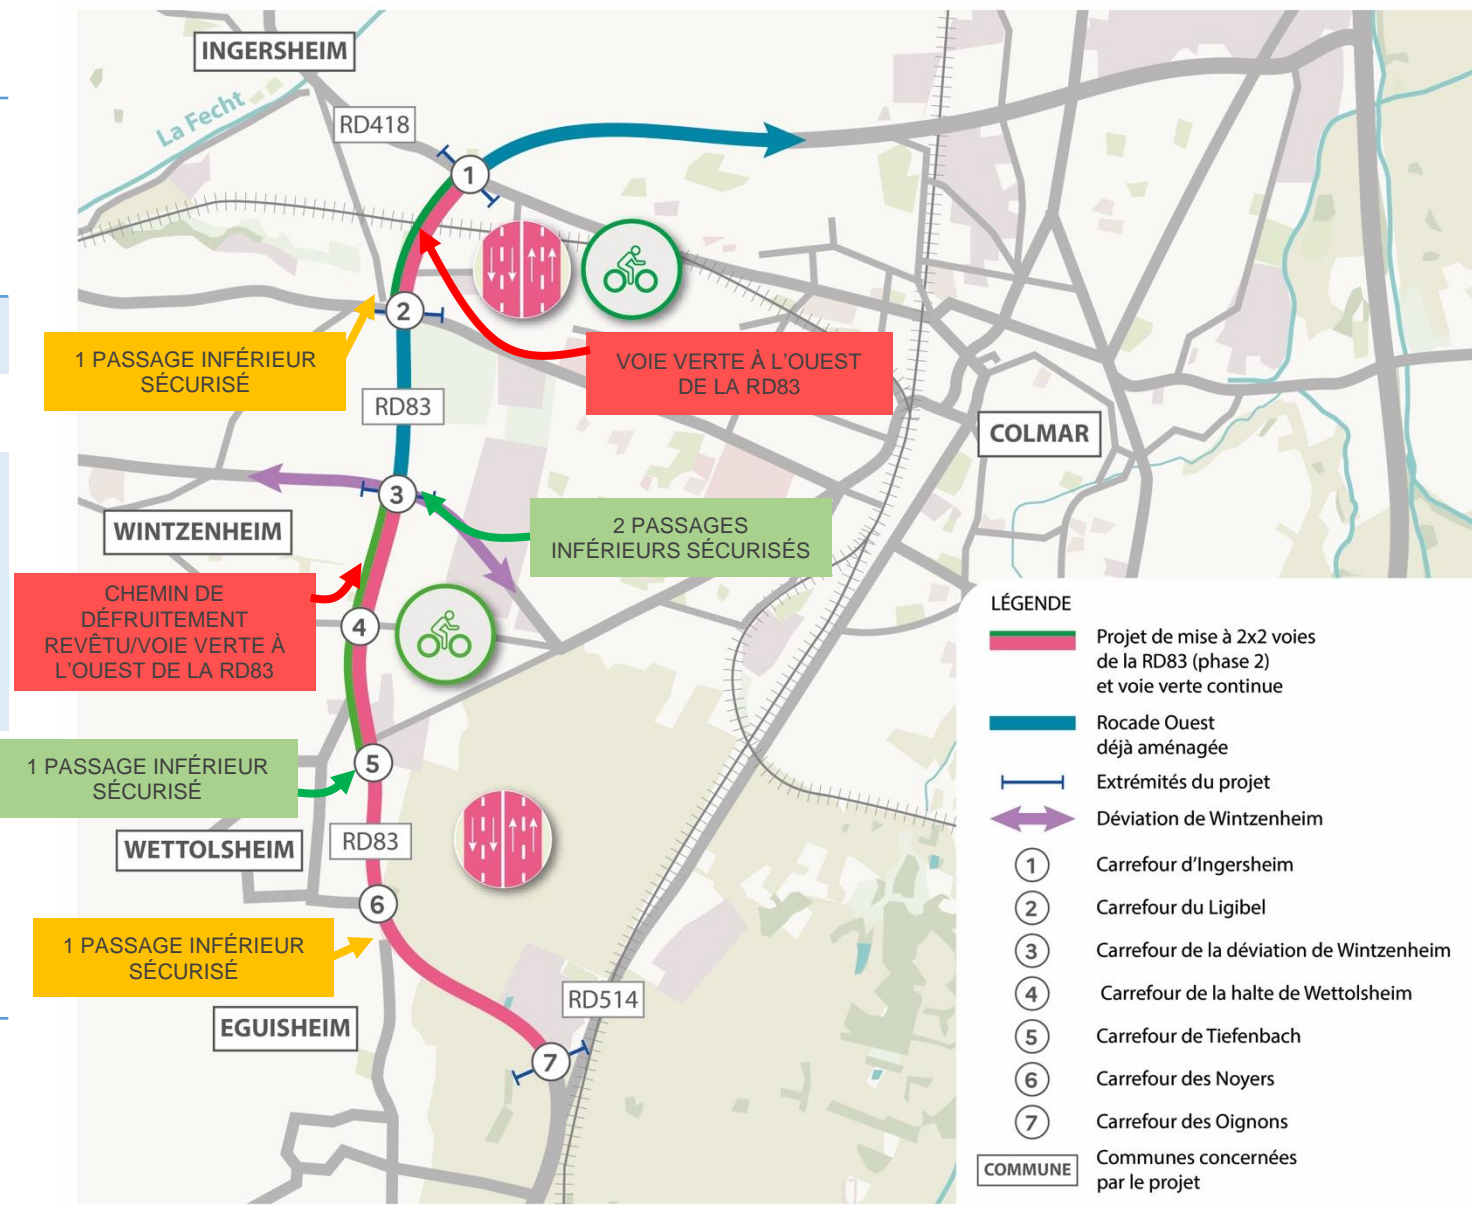 INGERSHEIM
La Fecht
RD418
1
2
1 PASSAGE INFÉRIEUR
SÉCURISÉ
VOIE VERTE À L'OUEST
DE LA RD83
RD83
COLMAR
3
WINTZENHEIM
2 PASSAGES
INFÉRIEURS SÉCURISÉS
CHEMIN DE
DÉFRUITEMENT
REVÊTU/VOIE VERTE À
L'OUEST DE LA RD83
4
1 PASSAGE INFÉRIEUR
SÉCURISÉ
5
WETTOLSHEIM
RD83
6
1 PASSAGE INFÉRIEUR
SÉCURISÉ
EGUISHEIM
RD514
7
LÉGENDE
Projet de mise à 2x2 voies
de la RD83 (phase 2)
et voie verte continue
Rocade Ouest
déjà aménagée
Extrémités du projet
Déviation de Wintzenheim
1 Carrefour d'Ingersheim
2 Carrefour du Ligibel
3 Carrefour de la déviation de Wintzenheim
4 Carrefour de la halte de Wettolsheim
5 Carrefour de Tiefenbach
6 Carrefour des Noyers
7 Carrefour des Oignons
COMMUNE Communes concernées
par le projet